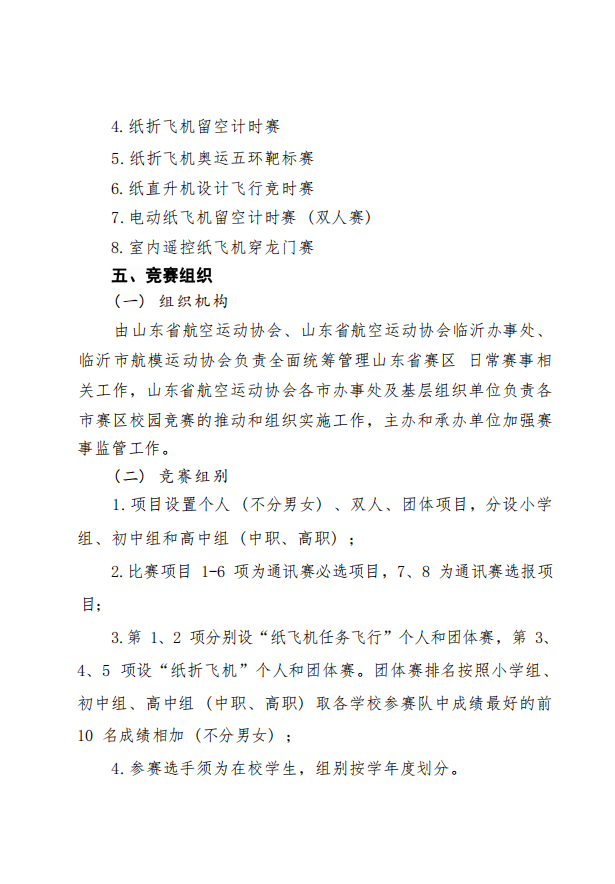 4.纸折飞机留空计时赛
5.纸折飞机奥运五环靶标赛
6.纸直升机设计飞行竞时赛
7.电动纸飞机留空计时赛（双人赛）
8.室内遥控纸飞机穿龙门赛
五、竞赛组织
（一）组织机构
由山东省航空运动协会、山东省航空运动协会临沂办事处、
临沂市航模运动协会负责全面统筹管理山东省赛区 日常赛事相
关工作，山东省航空运动协会各市办事处及基层组织单位负责各
市赛区校园竞赛的推动和组织实施工作，主办和承办单位加强赛
事监管工作。
（二）竞赛组别
1.项目设置个人（不分男女）、双人、团体项目，分设小学
组、初中组和高中组（中职、高职）；
2.比赛项目 1-6 项为通讯赛必选项目，7、8 为通讯赛选报项
目；
3.第 1、2 项分别设“纸飞机任务飞行”个人和团体赛，第 3、
4、5 项设“纸折飞机”个人和团体赛。团体赛排名按照小学组、
初中组、高中组（中职、高职）取各学校参赛队中成绩最好的前
10 名成绩相加（不分男女）；
4.参赛选手须为在校学生，组别按学年度划分。